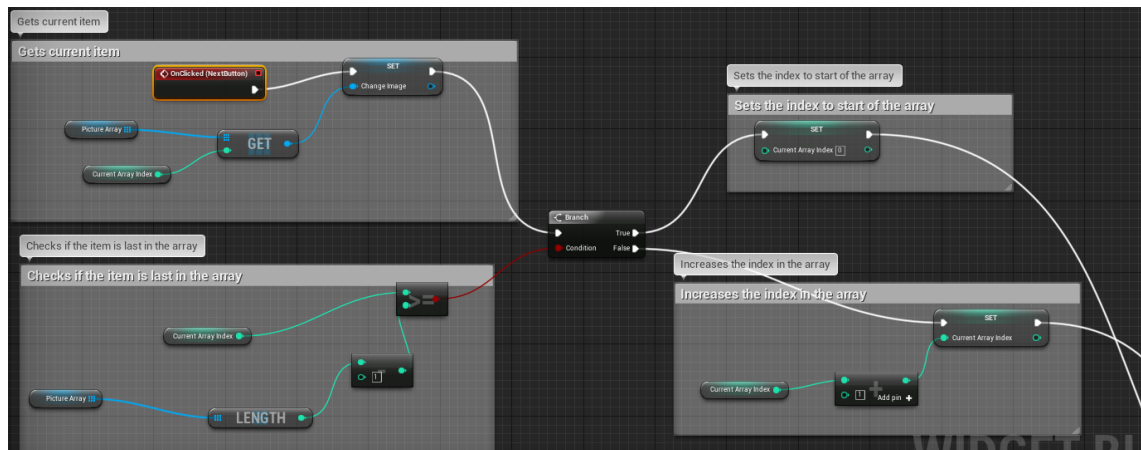 Gets current item
Gets current item
OnClicked (NextButton)
SET
Change Image
Picture Array
GET
Current Array Index
Sets the index to start of the array
Sets the index to start of the array
SET
Current Array Index 0
Branch
True
Condition False
Checks if the item is last in the array
Checks if the item is last in the array
>=
Current Array Index
-
1
Picture Array
LENGTH
Increases the index in the array
Increases the index in the array
SET
Current Array Index
Current Array Index
+
1
Add pin +